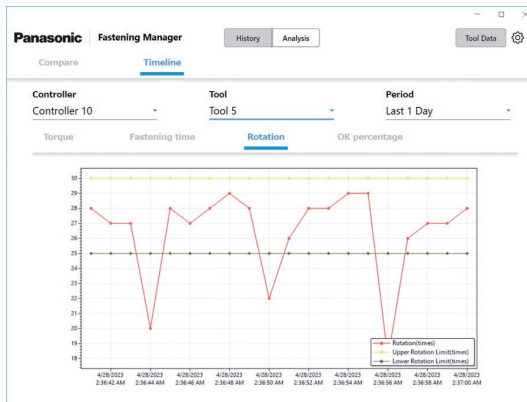 Panasonic Fastening Manager History Analysis Tool Data
Compare Timeline
Controller Tool Period
Controller 10 Tool 5 Last 1 Day
Torque Fastening time Rotation OK percentage
30
29
28
27
26
25
24
23
22
21
20
19
18
Rotation(times)
Upper Rotation Limit(times)
Lower Rotation Limit(times)
4/28/2023 4/28/2023 4/28/2023 4/28/2023 4/28/2023 4/28/2023 4/28/2023 4/28/2023 4/28/2023 4/28/2023
2:36:42 AM 2:36:44 AM 2:36:46 AM 2:36:48 AM 2:36:50 AM 2:36:52 AM 2:36:54 AM 2:36:56 AM 2:36:58 AM 2:37:00 AM